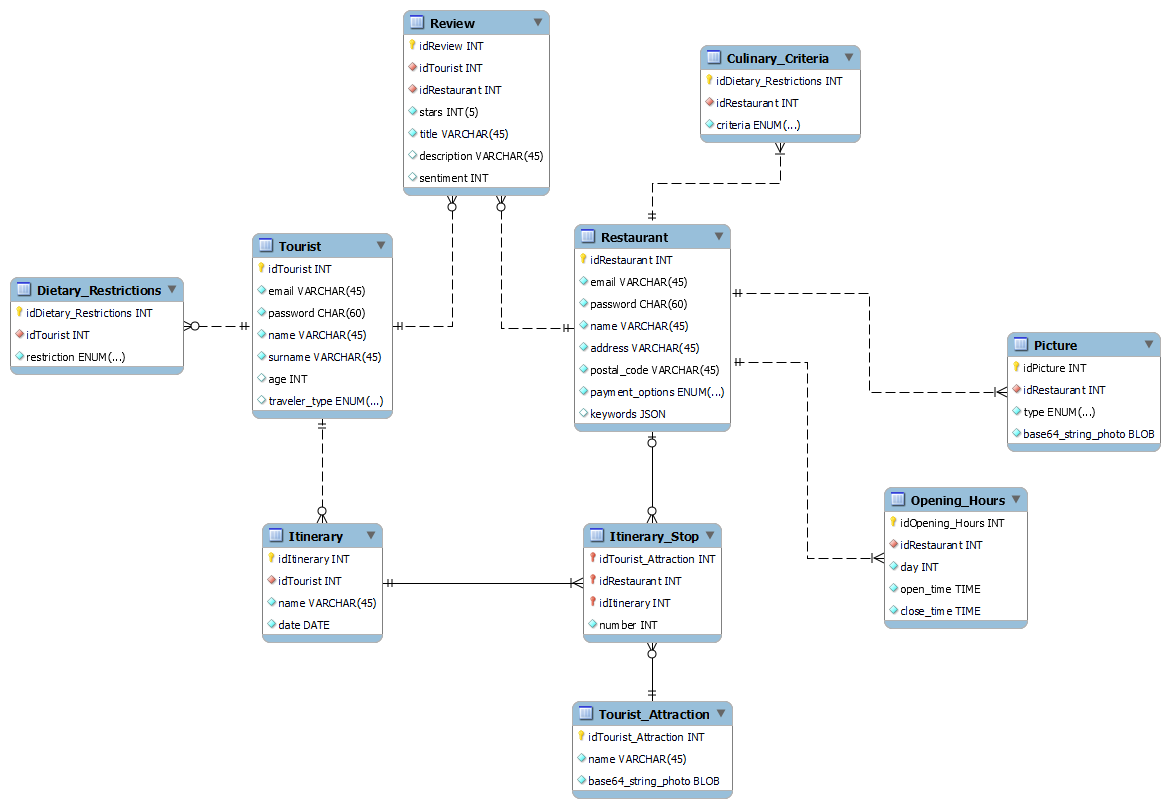 Review
idReview INT
idTourist INT
idRestaurant INT
stars INT(5)
title VARCHAR(45)
description VARCHAR(45)
sentiment INT
Culinary_Criteria
idDietary_Restrictions INT
idRestaurant INT
criteria ENUM(...)
Tourist
idTourist INT
email VARCHAR(45)
password CHAR(60)
name VARCHAR(45)
surname VARCHAR(45)
age INT
traveler_type ENUM(...)
Restaurant
idRestaurant INT
email VARCHAR(45)
password CHAR(60)
name VARCHAR(45)
address VARCHAR(45)
postal_code VARCHAR(45)
payment_options ENUM(...)
keywords JSON
Dietary_Restrictions
idDietary_Restrictions INT
idTourist INT
restriction ENUM(...)
Picture
idPicture INT
idRestaurant INT
type ENUM(...)
base64_string_photo BLOB
Opening_Hours
idOpening_Hours INT
idRestaurant INT
day INT
open_time TIME
close_time TIME
Itinerary
idItinerary INT
idTourist INT
name VARCHAR(45)
date DATE
Itinerary_Stop
idTourist_Attraction INT
idRestaurant INT
idItinerary INT
number INT
Tourist_Attraction
idTourist_Attraction INT
name VARCHAR(45)
base64_string_photo BLOB